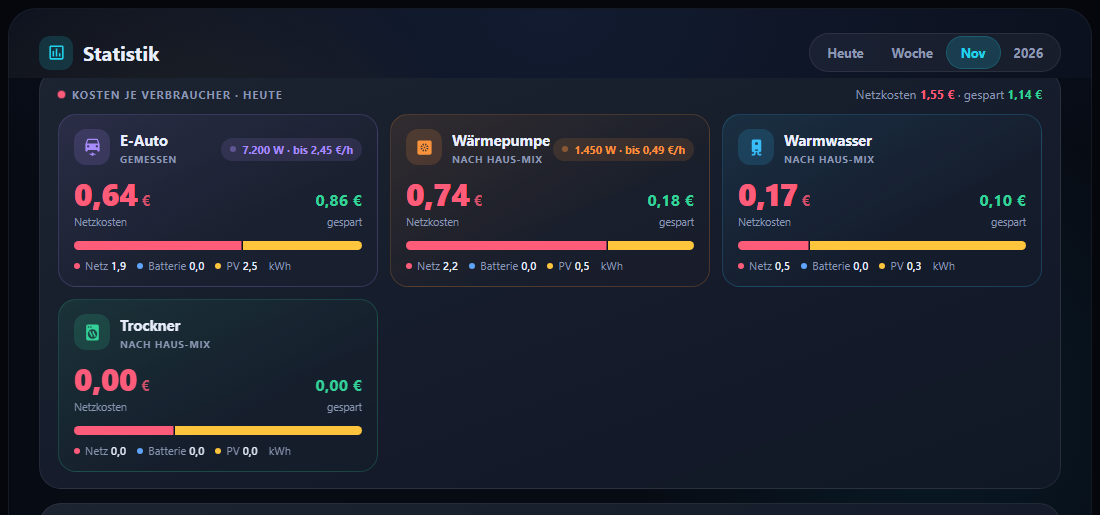 Statistik
Heute Woche Nov 2026
KOSTEN JE VERBRAUCHER · HEUTE
Netzkosten 1,55 € · gespart 1,14 €
E-Auto
GEMESSEN
7.200 W · bis 2,45 €/h
0,64 €
0,86 €
Netzkosten
gespart
Netz 1,9 Batterie 0,0 PV 2,5 kWh
Wärmepumpe
NACH HAUS-MIX
1.450 W · bis 0,49 €/h
0,74 €
0,18 €
Netzkosten
gespart
Netz 2,2 Batterie 0,0 PV 0,5 kWh
Warmwasser
NACH HAUS-MIX
0,17 €
0,10 €
Netzkosten
gespart
Netz 0,5 Batterie 0,0 PV 0,3 kWh
Trockner
NACH HAUS-MIX
0,00 €
0,00 €
Netzkosten
gespart
Netz 0,0 Batterie 0,0 PV 0,0 kWh